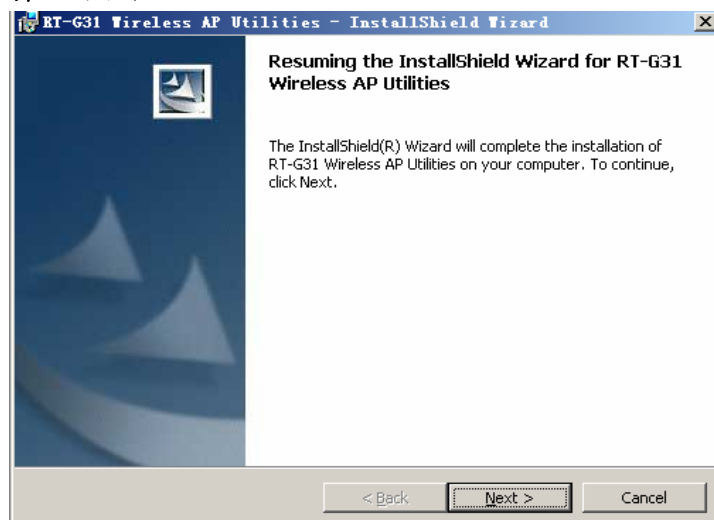 RT-G31 Wireless AP Utilities - InstallShield Wizard
Resuming the InstallShield Wizard for RT-G31
Wireless AP Utilities
The InstallShield(R) Wizard will complete the installation of
RT-G31 Wireless AP Utilities on your computer. To continue,
click Next.
< Back
Next >
Cancel